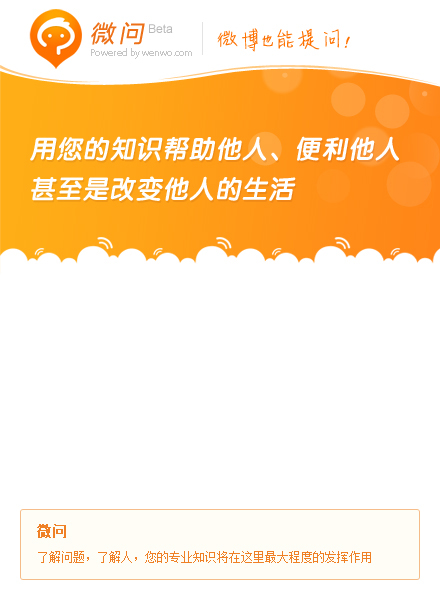 微问 Beta
Powered by wenwo.com
微博也能提问!
用您的知识帮助他人、便利他人
甚至是改变他人的生活
微问
了解问题，了解人，您的专业知识将在这里最大程度的发挥作用